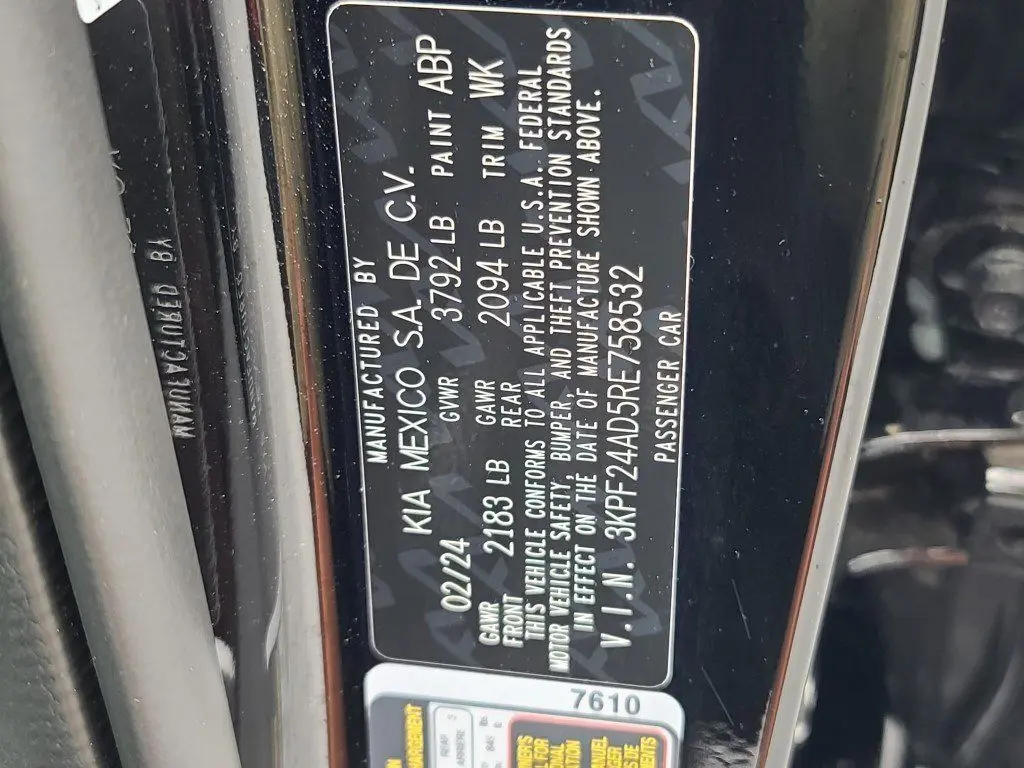 MANUFACTURED BY
KIA MEXICO S.A. DE C.V.
02/24 GVWR 3792 LB PAINT ABP
GAWR FRONT 2183 LB GAWR REAR 2094 LB TRIM WK
THIS VEHICLE CONFORMS TO ALL APPLICABLE U.S.A. FEDERAL
MOTOR VEHICLE SAFETY, BUMPER, AND THEFT PREVENTION STANDARDS
IN EFFECT ON THE DATE OF MANUFACTURE SHOWN ABOVE.
V.I.N. 3KPF24AD5RE758532
PASSENGER CAR
7610
REAR
ARRIERE
MANUFACTURED BY